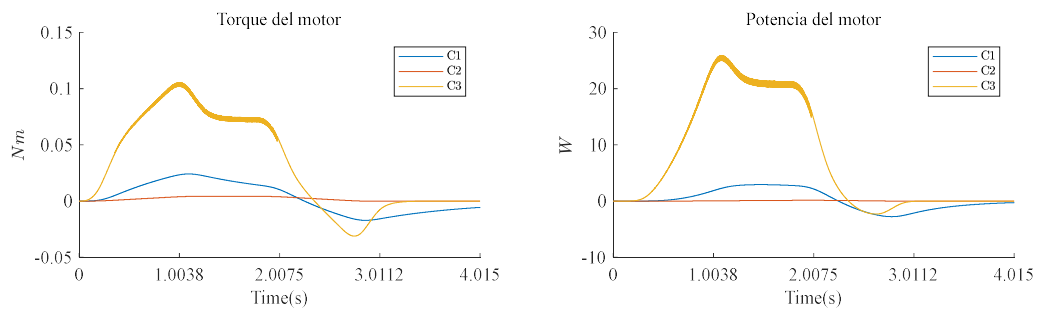 Torque del motor
0.15
0.1
0.05
0
-0.05
Nm
C1
C2
C3
0
1.0038
2.0075
3.0112
4.015
Time(s)
Potencia del motor
30
20
10
0
-10
W
C1
C2
C3
0
1.0038
2.0075
3.0112
4.015
Time(s)